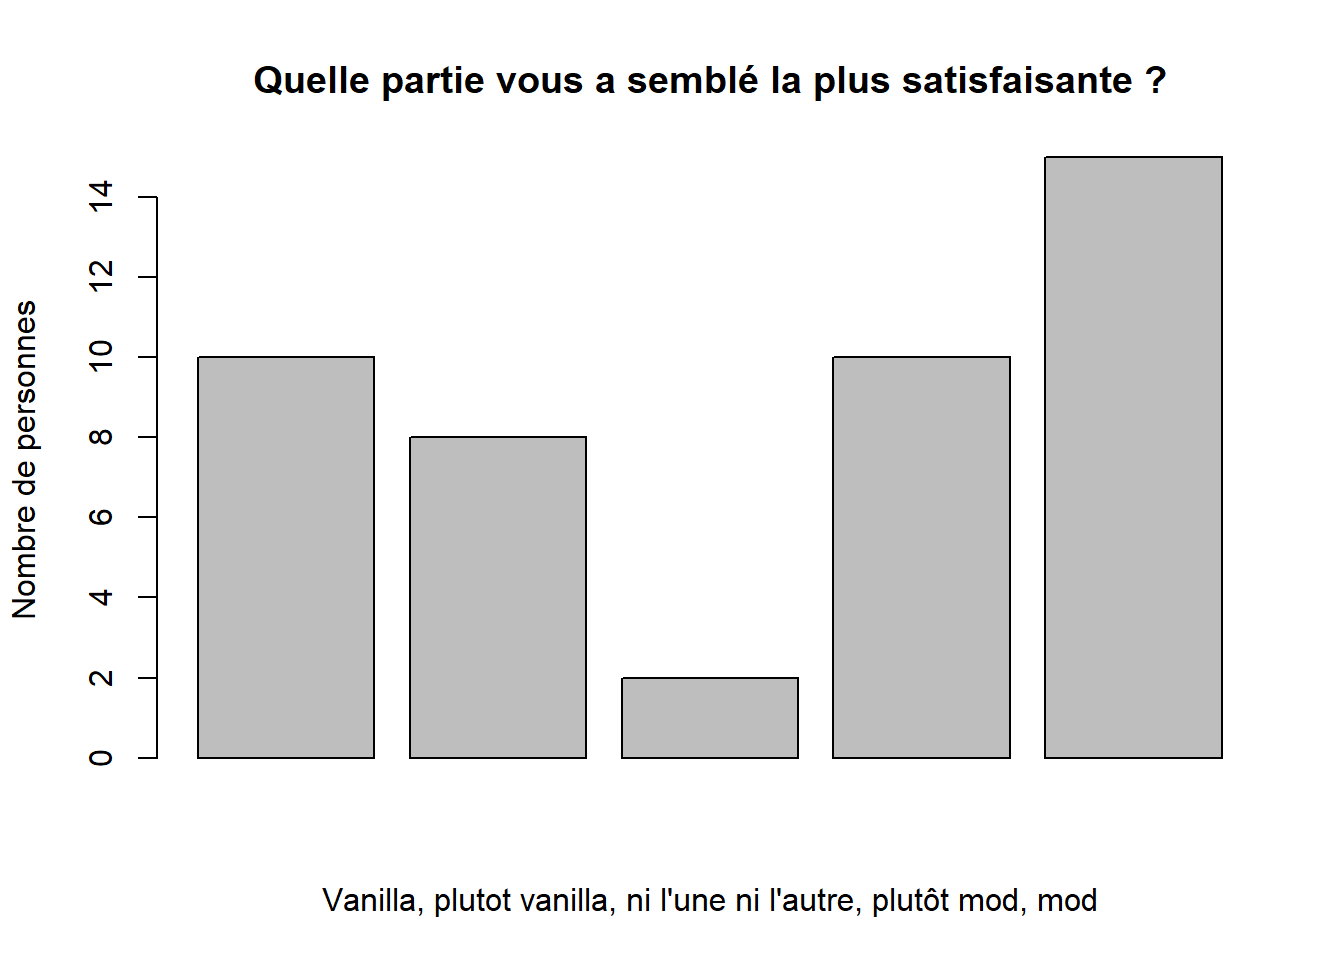 Quelle partie vous a semblé la plus satisfaisante ?
Nombre de personnes
14
12
10
8
6
4
2
0
Vanilla, plutot vanilla, ni l'une ni l'autre, plutôt mod, mod